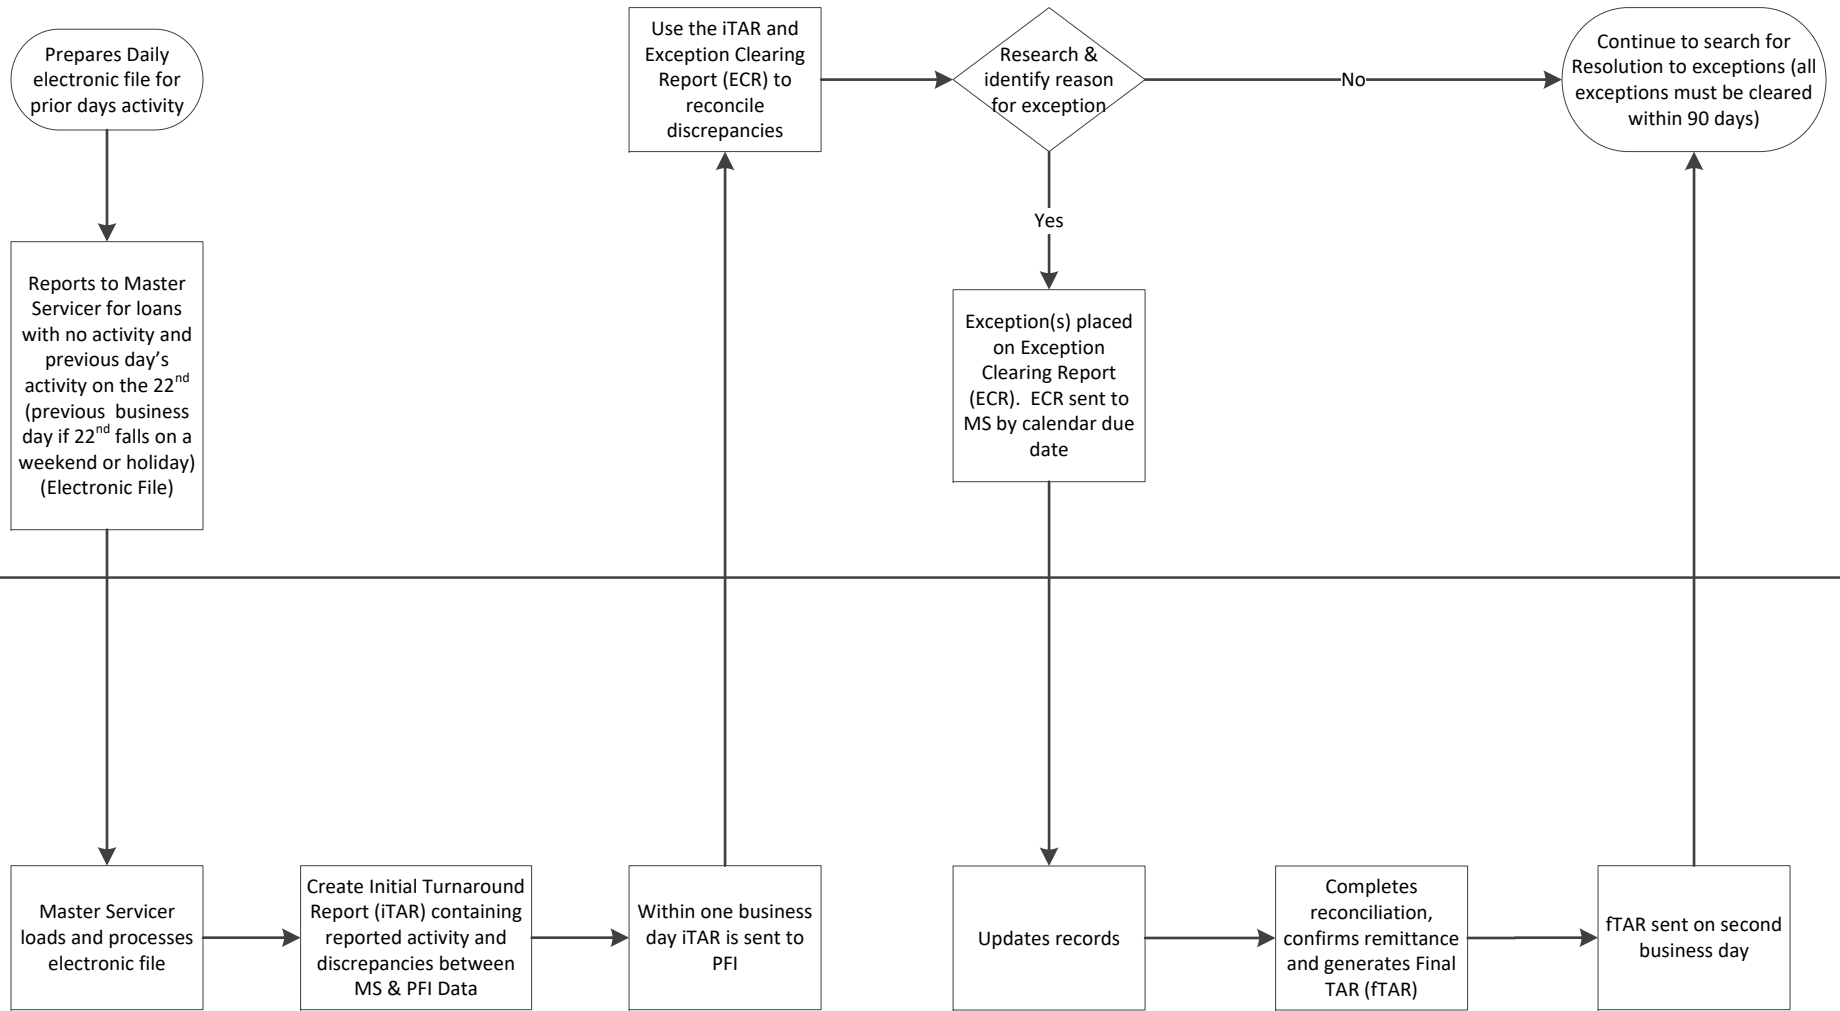 Prepares Daily
electronic file for
prior days activity
Reports to Master
Servicer for loans
with no activity and
previous day’s
activity on the 22nd
(previous business
day if 22nd falls on a
weekend or holiday)
(Electronic File)
Master Servicer
loads and processes
electronic file
Create Initial Turnaround
Report (iTAR) containing
reported activity and
discrepancies between
MS & PFI Data
Within one business
day iTAR is sent to
PFI
Use the iTAR and
Exception Clearing
Report (ECR) to
reconcile
discrepancies
Research &
identify reason
for exception
No
Yes
Exception(s) placed
on Exception
Clearing Report
(ECR).  ECR sent to
MS by calendar due
date
Updates records
Completes
reconciliation,
confirms remittance
and generates Final
TAR (fTAR)
fTAR sent on second
business day
Continue to search for
Resolution to exceptions (all
exceptions must be cleared
within 90 days)